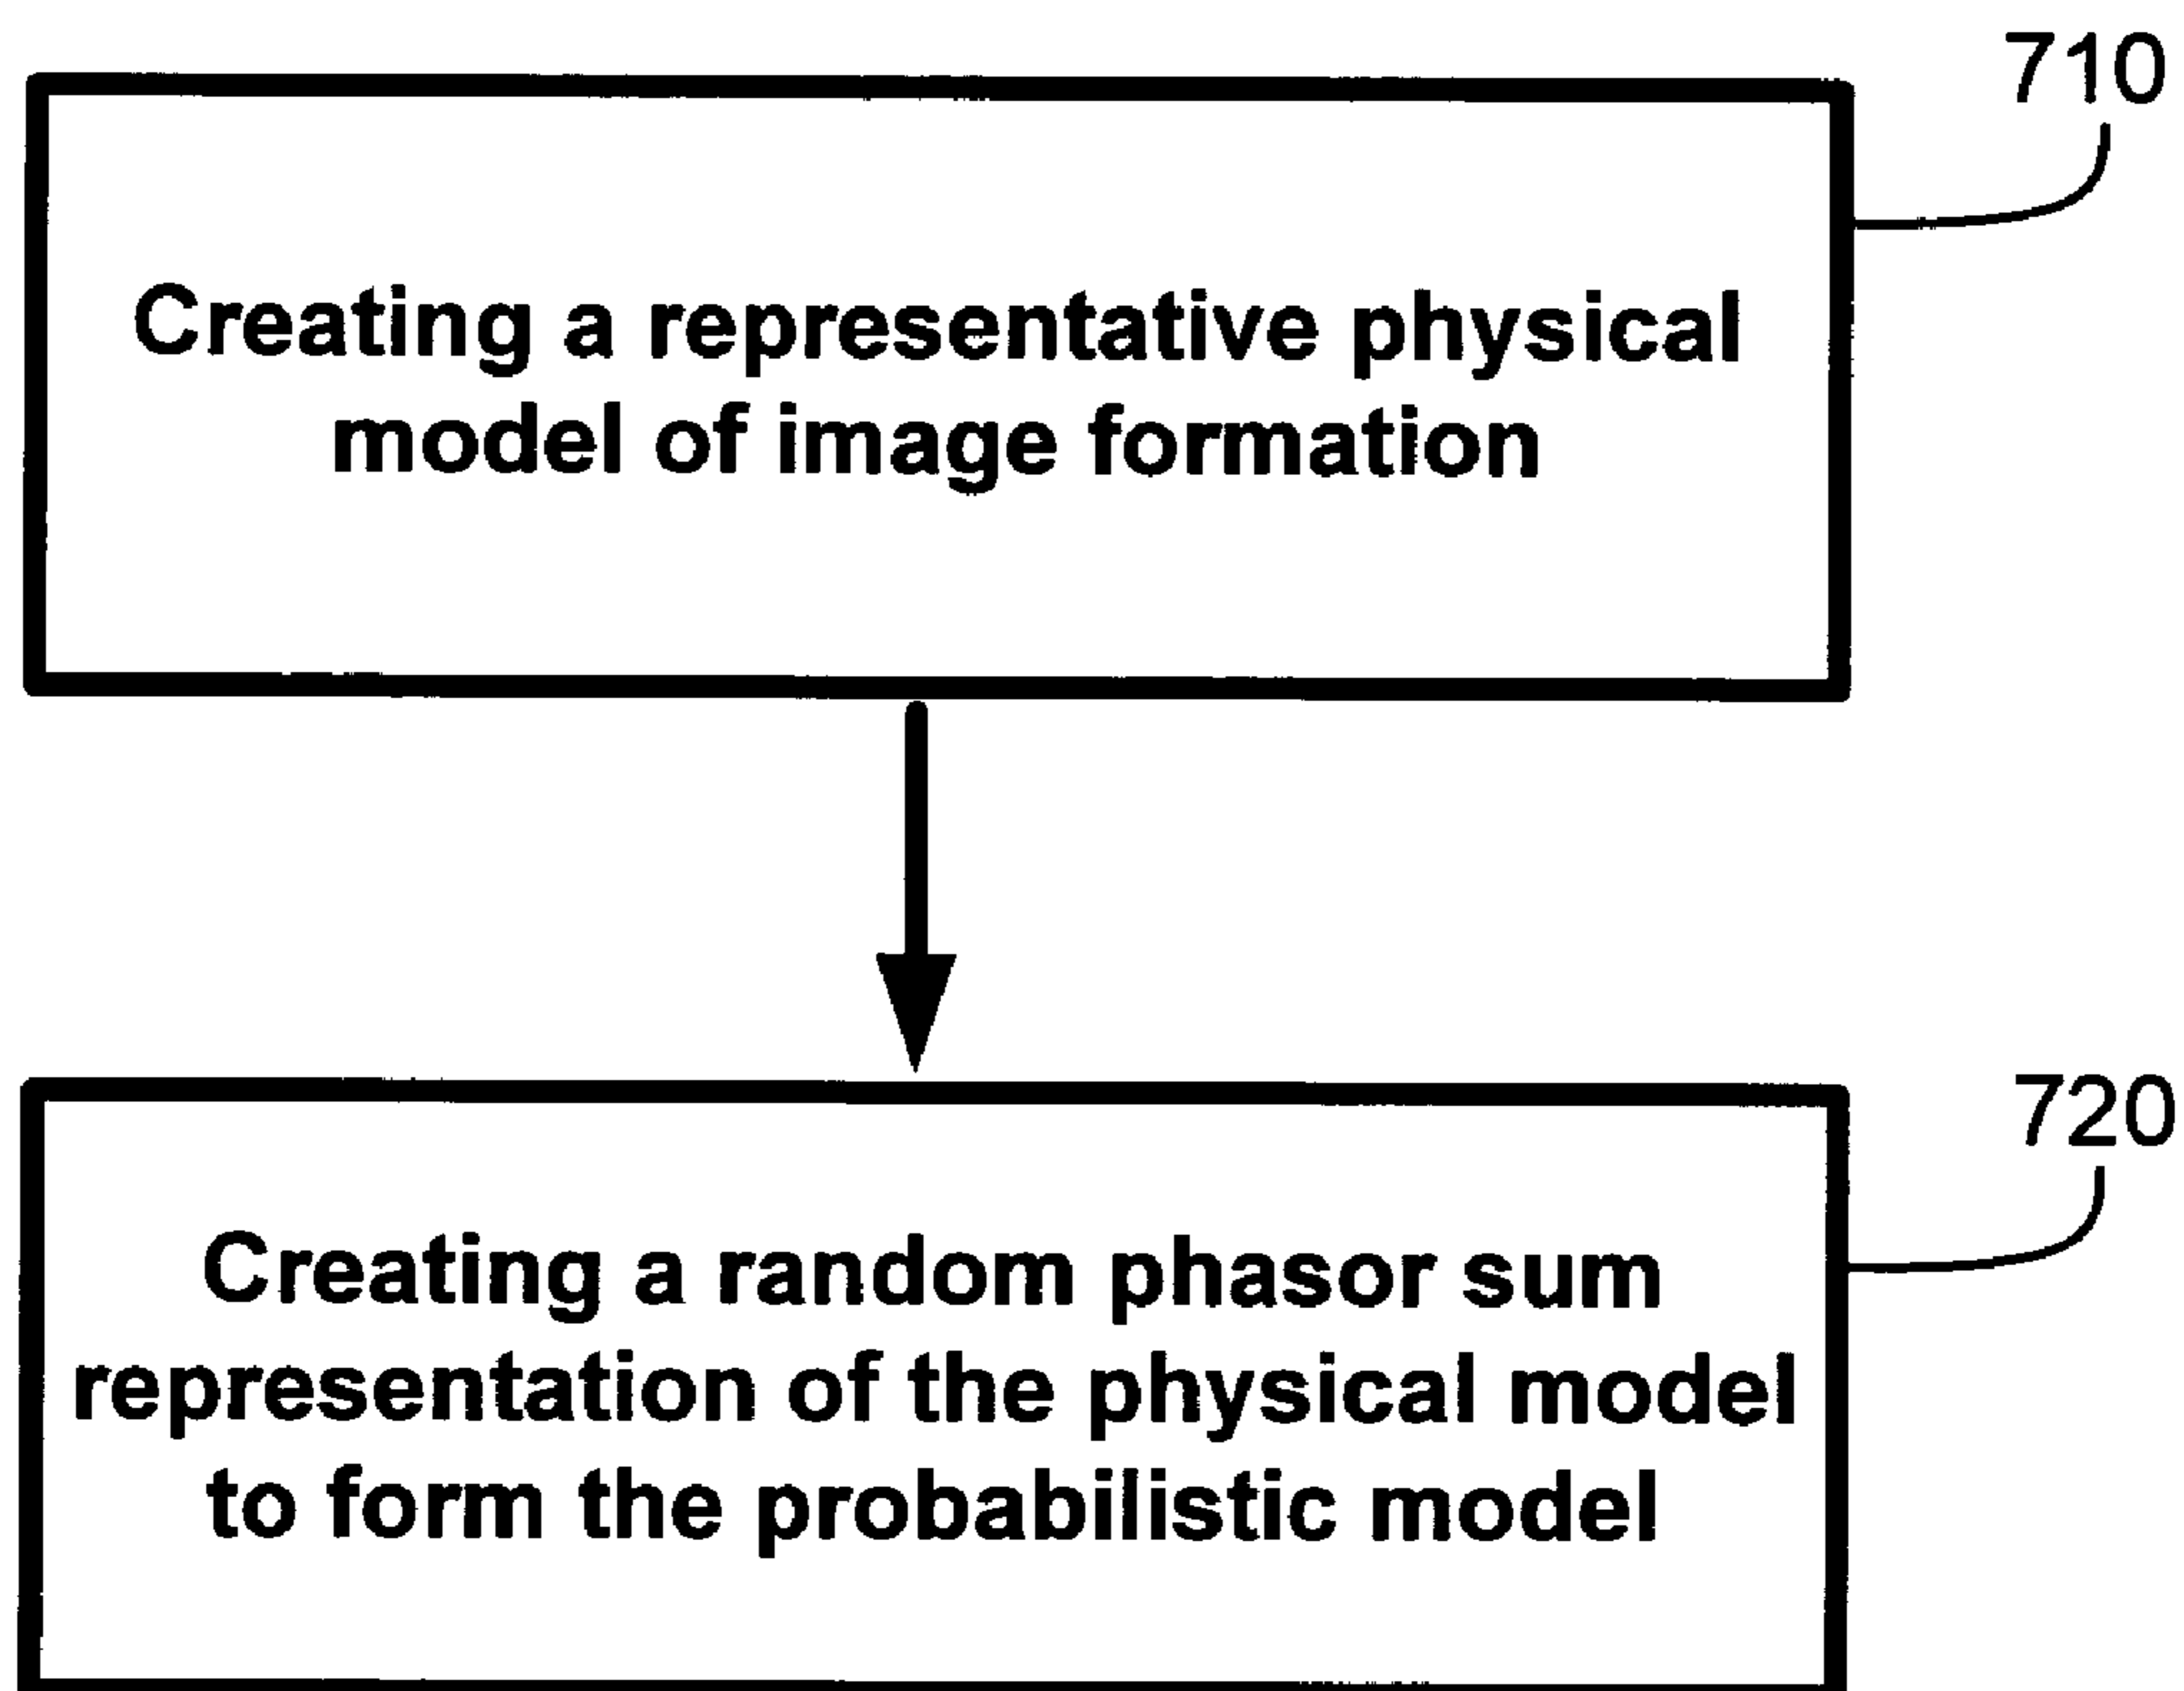 710
Creating a representative physical
model of image formation
720
Creating a random phasor sum
representation of the physical model
to form the probabilistic model